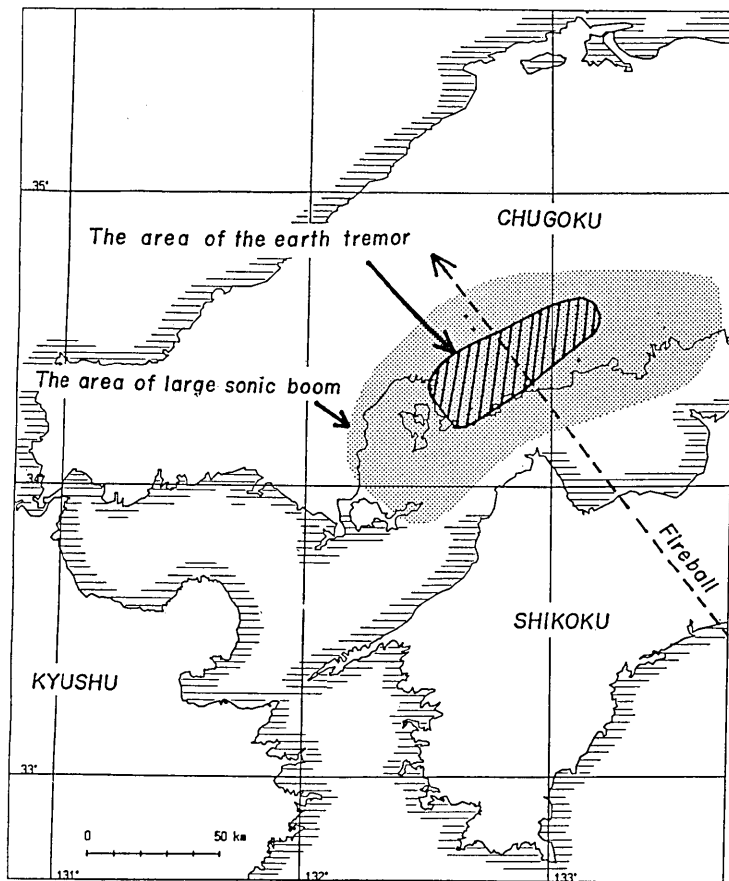 35°
CHUGOKU
The area of the earth tremor
The area of large sonic boom
34°
Fireball
SHIKOKU
KYUSHU
33°
0 50 km
131° 132° 133°